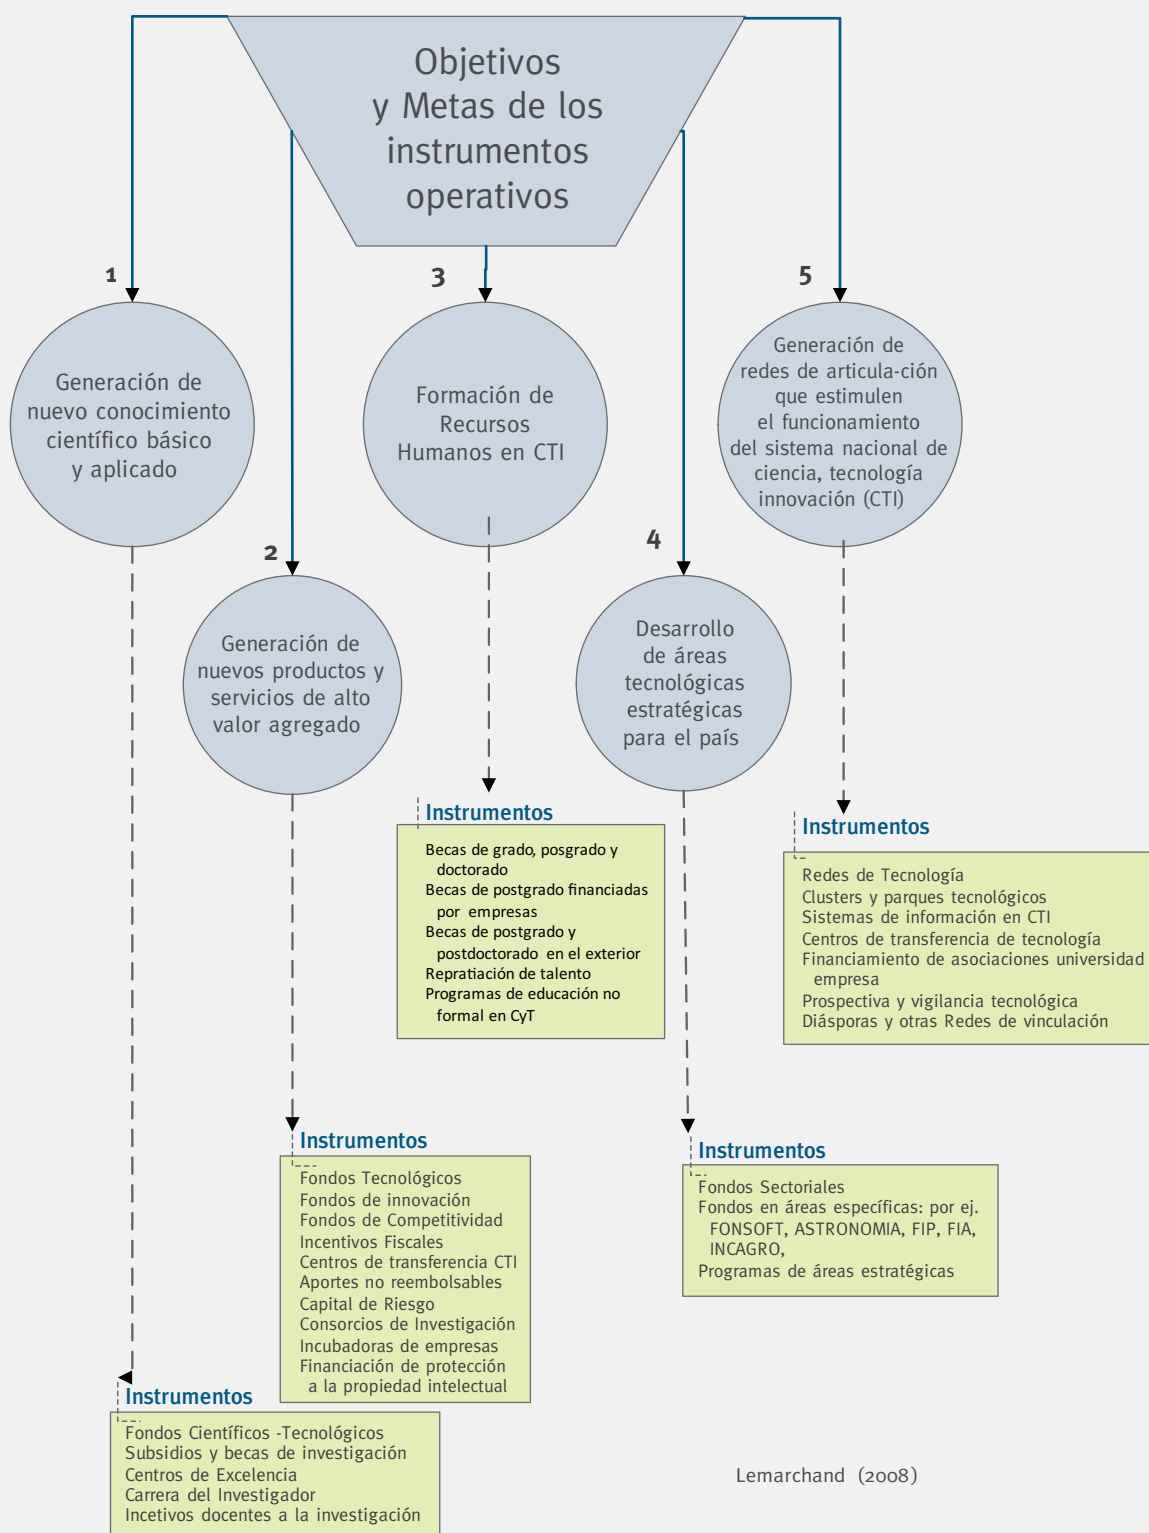 Objetivos
y Metas de los
instrumentos
operativos
1
Generación de
nuevo conocimiento
científico básico
y aplicado
2
Generación de
nuevos productos y
servicios de alto
valor agregado
3
Formación de
Recursos
Humanos en CTI
4
Desarrollo
de áreas
tecnológicas
estratégicas
para el país
5
Generación de
redes de articula-ción
que estimulen
el funcionamiento
del sistema nacional de
ciencia, tecnología
innovación (CTI)
Instrumentos
Becas de grado, posgrado y
doctorado
Becas de postgrado financiadas
por empresas
Becas de postgrado y
postdoctorado en el exterior
Repratiación de talento
Programas de educación no
formal en CyT
Instrumentos
Redes de Tecnología
Clusters y parques tecnológicos
Sistemas de información en CTI
Centros de transferencia de tecnología
Financiamiento de asociaciones universidad
empresa
Prospectiva y vigilancia tecnológica
Diásporas y otras Redes de vinculación
Instrumentos
Fondos Tecnológicos
Fondos de innovación
Fondos de Competitividad
Incentivos Fiscales
Centros de transferencia CTI
Aportes no reembolsables
Capital de Riesgo
Consorcios de Investigación
Incubadoras de empresas
Financiación de protección
a la propiedad intelectual
Instrumentos
Fondos Sectoriales
Fondos en áreas específicas: por ej.
FONSOFT, ASTRONOMIA, FIP, FIA,
INCAGRO,
Programas de áreas estratégicas
Instrumentos
Fondos Científicos -Tecnológicos
Subsidios y becas de investigación
Centros de Excelencia
Carrera del Investigador
Incetivos docentes a la investigación
Lemarchand (2008)